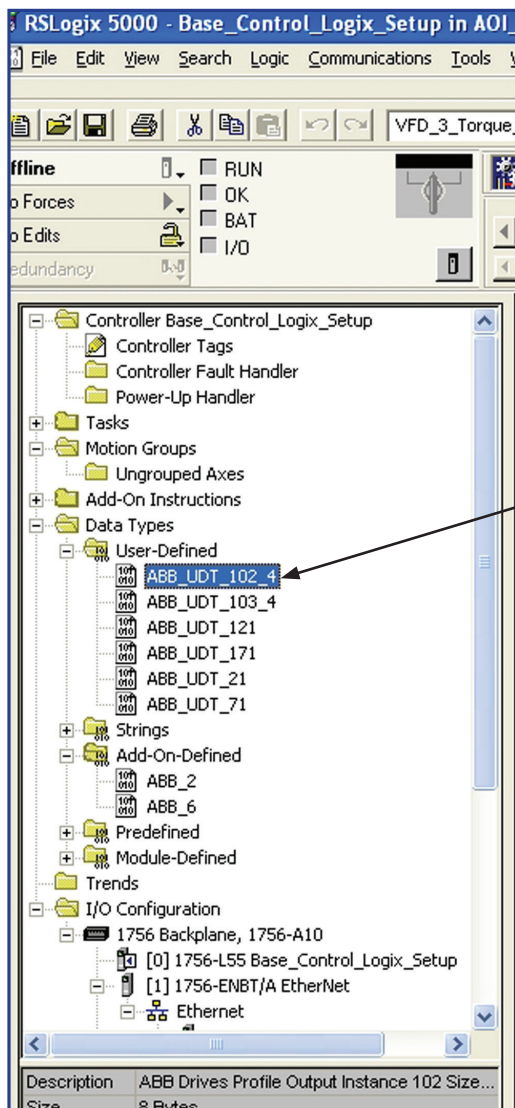 RSLogix 5000 - Base_Control_Logix_Setup in AOI_
File Edit View Search Logic Communications Tools
VFD_3_Torque_
ffline
RUN
o Forces
OK
BAT
o Edits
I/O
edundancy
Controller Base_Control_Logix_Setup
Controller Tags
Controller Fault Handler
Power-Up Handler
Tasks
Motion Groups
Ungrouped Axes
Add-On Instructions
Data Types
User-Defined
ABB_UDT_102_4
ABB_UDT_103_4
ABB_UDT_121
ABB_UDT_171
ABB_UDT_21
ABB_UDT_71
Strings
Add-On-Defined
ABB_2
ABB_6
Predefined
Module-Defined
Trends
I/O Configuration
1756 Backplane, 1756-A10
[0] 1756-L55 Base_Control_Logix_Setup
[1] 1756-ENBT/A EtherNet
Ethernet
Description ABB Drives Profile Output Instance 102 Size...
Size 8 Bytes